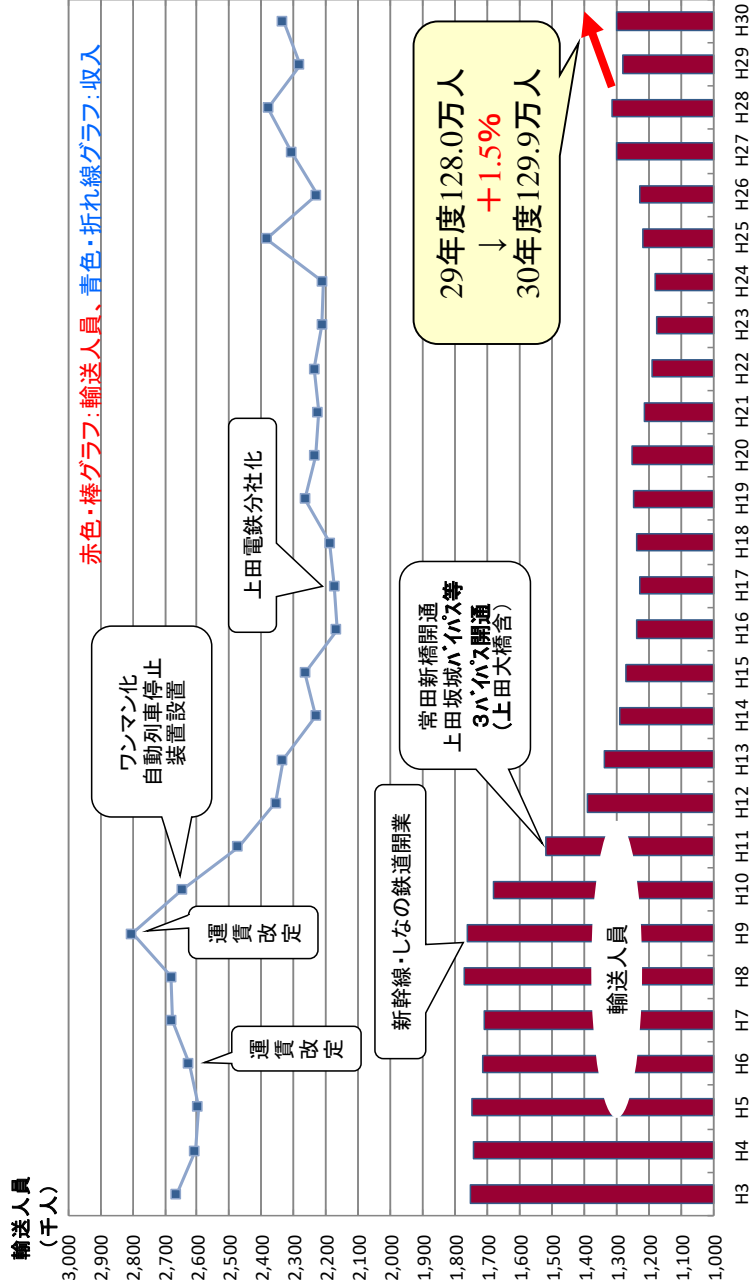 輸送人員
(千人)
赤色・棒グラフ:輸送人員、青色・折れ線グラフ:収入
3,000
2,900
2,800
2,700
2,600
2,500
2,400
2,300
2,200
2,100
2,000
1,900
1,800
1,700
1,600
1,500
1,400
1,300
1,200
1,100
1,000
運賃
改定
運賃
改定
ワンマン化
自動列車停止
装置設置
上田電鉄分社化
新幹線・しなの鉄道開業
常田新橋開通
上田坂城バイパス等
3バイパス開通
(上田大橋含)
29年度128.0万人
↓ +1.5%
30年度129.9万人
輸送人員
H3 H4 H5 H6 H7 H8 H9 H10 H11 H12 H13 H14 H15 H16 H17 H18 H19 H20 H21 H22 H23 H24 H25 H26 H27 H28 H29 H30